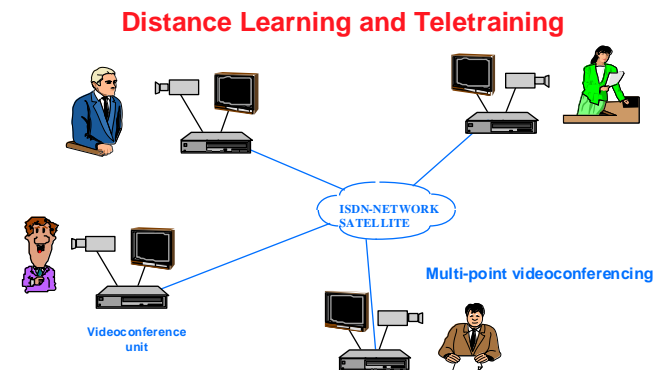 Distance Learning and Teletraining
ISDN-NETWORK
SATELLITE
Multi-point videoconferencing
Videoconference
unit